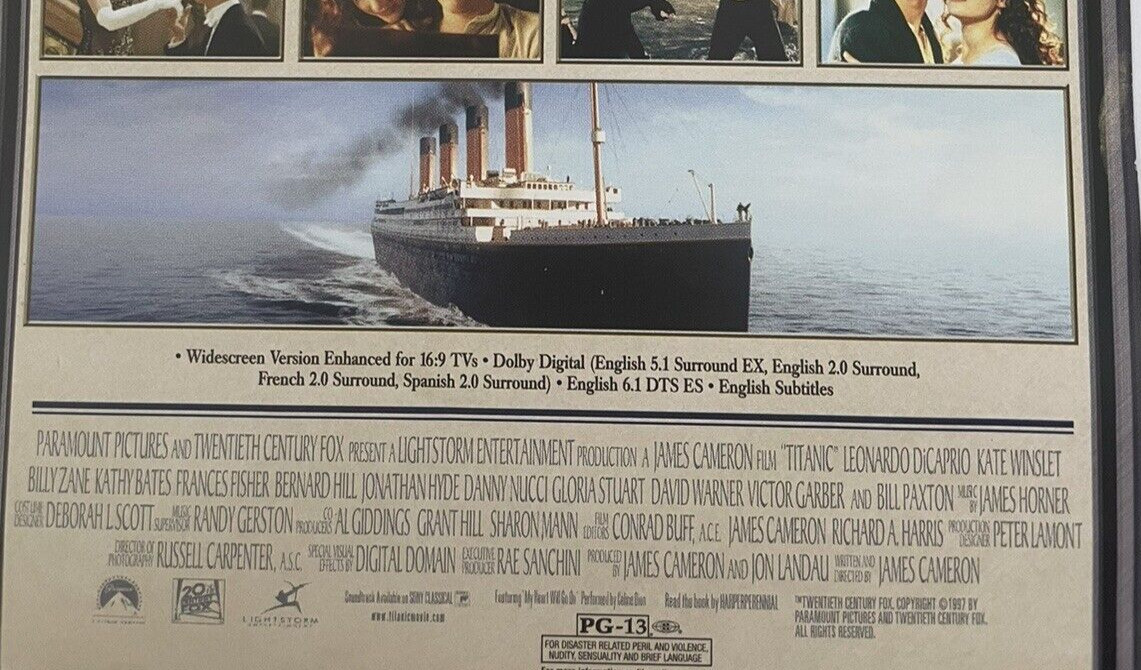 • Widescreen Version Enhanced for 16:9 TVs • Dolby Digital (English 5.1 Surround EX, English 2.0 Surround,
French 2.0 Surround, Spanish 2.0 Surround) • English 6.1 DTS ES • English Subtitles
PARAMOUNT PICTURES AND TWENTIETH CENTURY FOX PRESENT A LIGHTSTORM ENTERTAINMENT PRODUCTION A JAMES CAMERON FILM "TITANIC" LEONARDO DiCAPRIO KATE WINSLET
BILLY ZANE KATHY BATES FRANCES FISHER BERNARD HILL JONATHAN HYDE DANNY NUCCI GLORIA STUART DAVID WARNER VICTOR GARBER AND BILL PAXTON MUSIC BY JAMES HORNER
COSTUME DESIGNER DEBORAH L. SCOTT MUSIC SUPERVISOR RANDY GERSTON CO-PRODUCERS AL GIDDINGS GRANT HILL SHARON MANN FILM EDITORS CONRAD BUFF, A.C.E. JAMES CAMERON RICHARD A. HARRIS PRODUCTION DESIGNER PETER LAMONT
DIRECTOR OF PHOTOGRAPHY RUSSELL CARPENTER, A.S.C. SPECIAL VISUAL EFFECTS BY DIGITAL DOMAIN EXECUTIVE PRODUCER RAE SANCHINI PRODUCED BY JAMES CAMERON AND JON LANDAU WRITTEN AND DIRECTED BY JAMES CAMERON
Paramount
20th CENTURY FOX
LIGHTSTORM
ENTERTAINMENT
Soundtrack Available on SONY CLASSICAL
www.titanicmovie.com
Featuring "My Heart Will Go On" Performed by Celine Dion
Read the book by HARPERPERENNIAL
™TWENTIETH CENTURY FOX. COPYRIGHT ©1997 BY
PARAMOUNT PICTURES AND TWENTIETH CENTURY FOX.
ALL RIGHTS RESERVED.
PG-13
FOR DISASTER RELATED PERIL AND VIOLENCE,
NUDITY, SENSUALITY AND BRIEF LANGUAGE